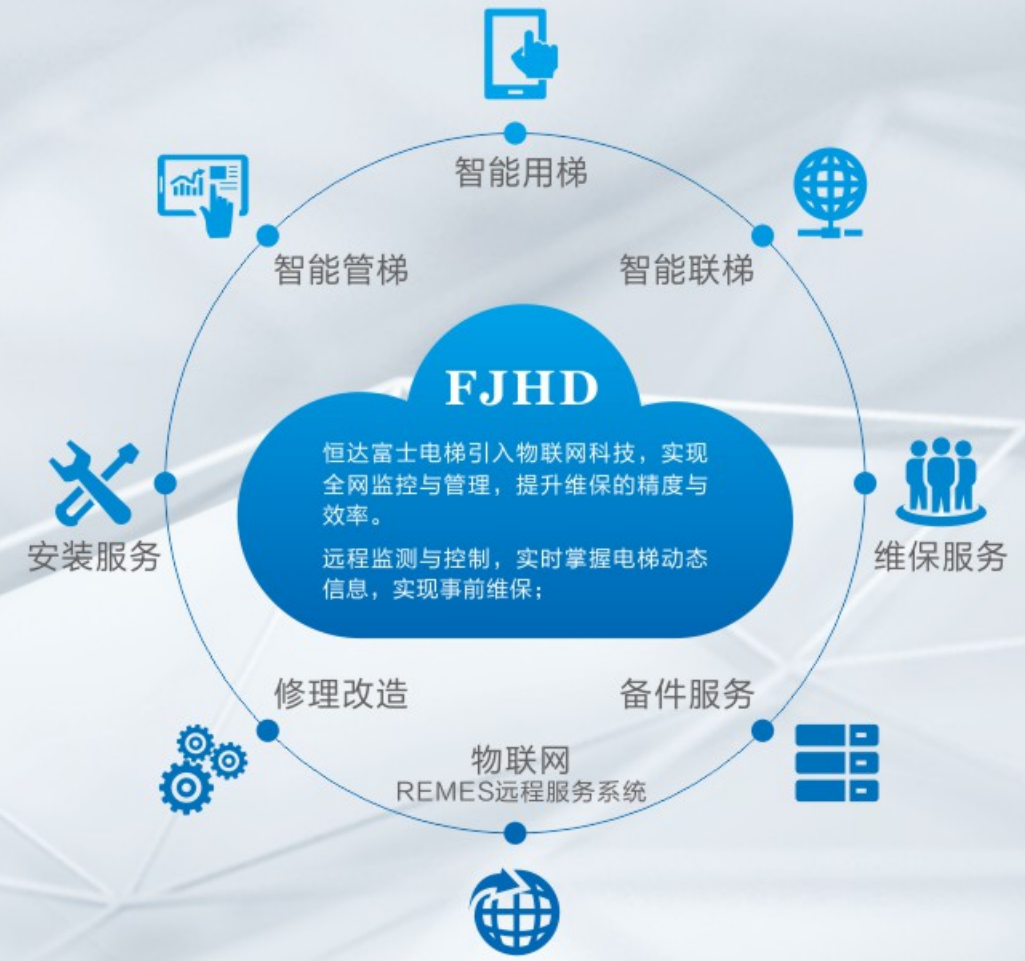 智能用梯
智能管梯
智能联梯
FJHD
恒达富士电梯引入物联网科技，实现
全网监控与管理，提升维保的精度与
效率。
远程监测与控制，实时掌握电梯动态
信息，实现事前维保；
安装服务
维保服务
修理改造
备件服务
物联网
REMES远程服务系统